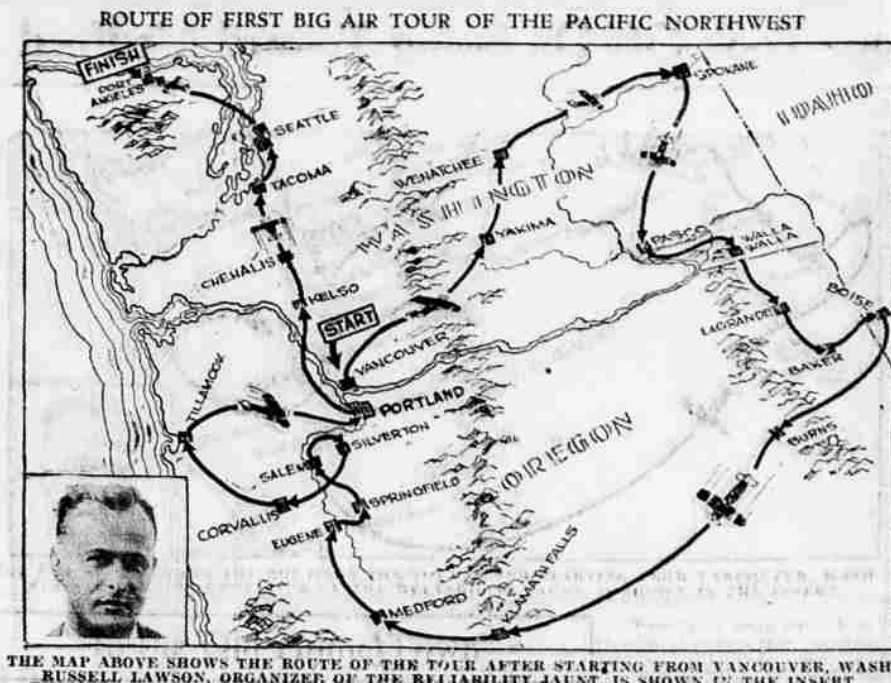 ROUTE OF FIRST BIG AIR TOUR OF THE PACIFIC NORTHWEST
FINISH
PORT
ANGELES
SEATTLE
TACOMA
CHEHALIS
KELSO
START
VANCOUVER
PORTLAND
WENATCHEE
YAKIMA
WASHINGTON
SPOKANE
IDAHO
PASCO
WALLA
WALLA
LAGRANDE
BAKER
BOISE
BURNS
OREGON
TILLAMOOK
SILVERTON
SALEM
CORVALLIS
SPRINGFIELD
EUGENE
MEDFORD
KLAMATH FALLS
THE MAP ABOVE SHOWS THE ROUTE OF THE TOUR AFTER STARTING FROM VANCOUVER, WASH
RUSSELL LAWSON, ORGANIZER OF THE RELIABILITY JAUNT, IS SHOWN IN THE INSERT